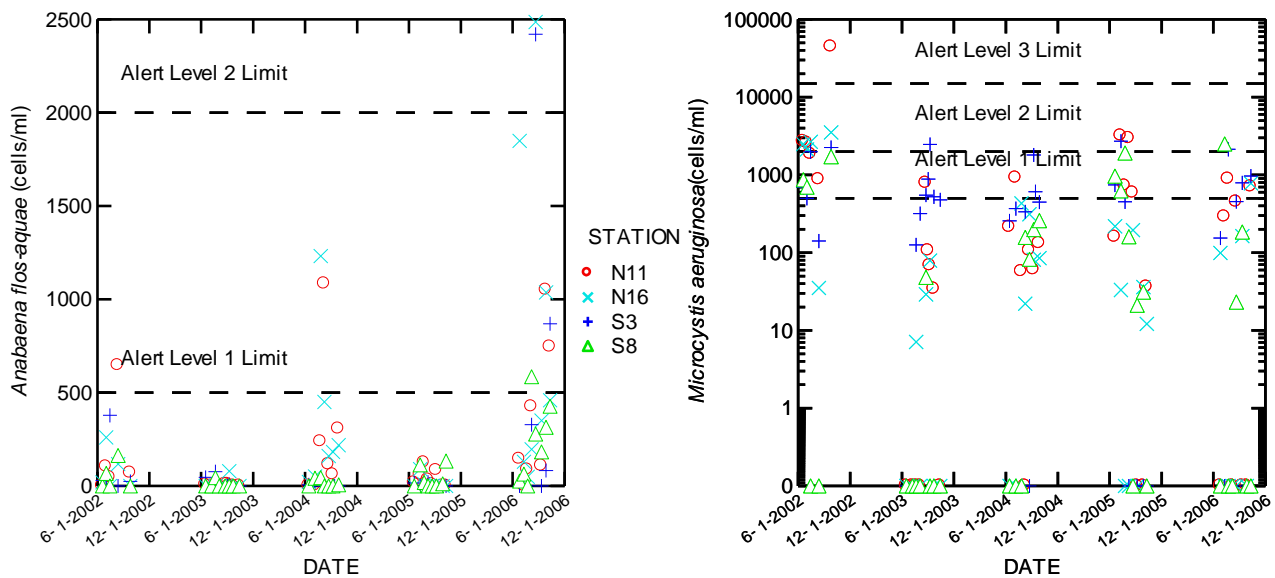 2500
2000
1500
1000
500
0
Anabaena flos-aquae (cells/ml)
Alert Level 2 Limit
Alert Level 1 Limit
6-1-2002
12-1-2002
6-1-2003
12-1-2003
6-1-2004
12-1-2004
6-1-2005
12-1-2005
6-1-2006
12-1-2006
DATE
STATION
N11
N16
S3
S8
100000
10000
1000
100
10
1
0
Microcystis aeruginosa(cells/ml)
Alert Level 3 Limit
Alert Level 2 Limit
Alert Level 1 Limit
6-1-2002
12-1-2002
6-1-2003
12-1-2003
6-1-2004
12-1-2004
6-1-2005
12-1-2005
6-1-2006
12-1-2006
DATE